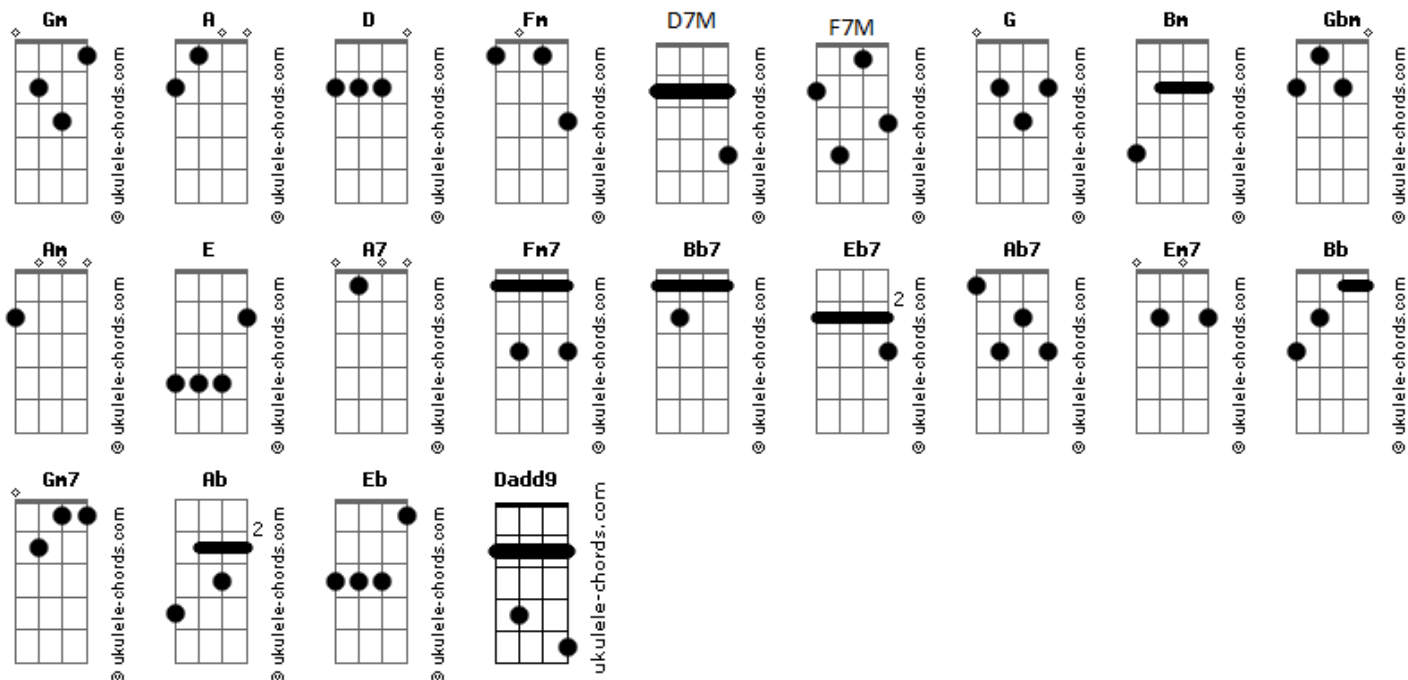 Gm A D Fm D7M F7M G Bm Gbm
© ukulele-chords.com © ukulele-chords.com © ukulele-chords.com © ukulele-chords.com © ukulele-chords.com © ukulele-chords.com © ukulele-chords.com © ukulele-chords.com © ukulele-chords.com
Am E A7 Fm7 Bb7 Eb7 Ab7 Em7 Bb
2
© ukulele-chords.com © ukulele-chords.com © ukulele-chords.com © ukulele-chords.com © ukulele-chords.com © ukulele-chords.com © ukulele-chords.com © ukulele-chords.com © ukulele-chords.com
Gm7 Ab Eb Dadd9
2
© ukulele-chords.com © ukulele-chords.com © ukulele-chords.com ukulele-chords.com